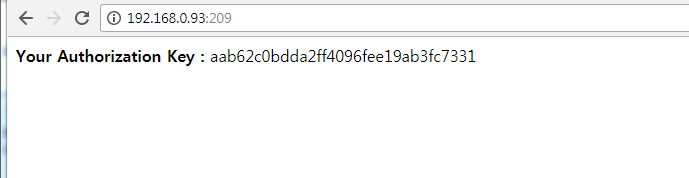 192.168.0.93:209
Your Authorization Key : aab62c0bdda2ff4096fee19ab3fc7331